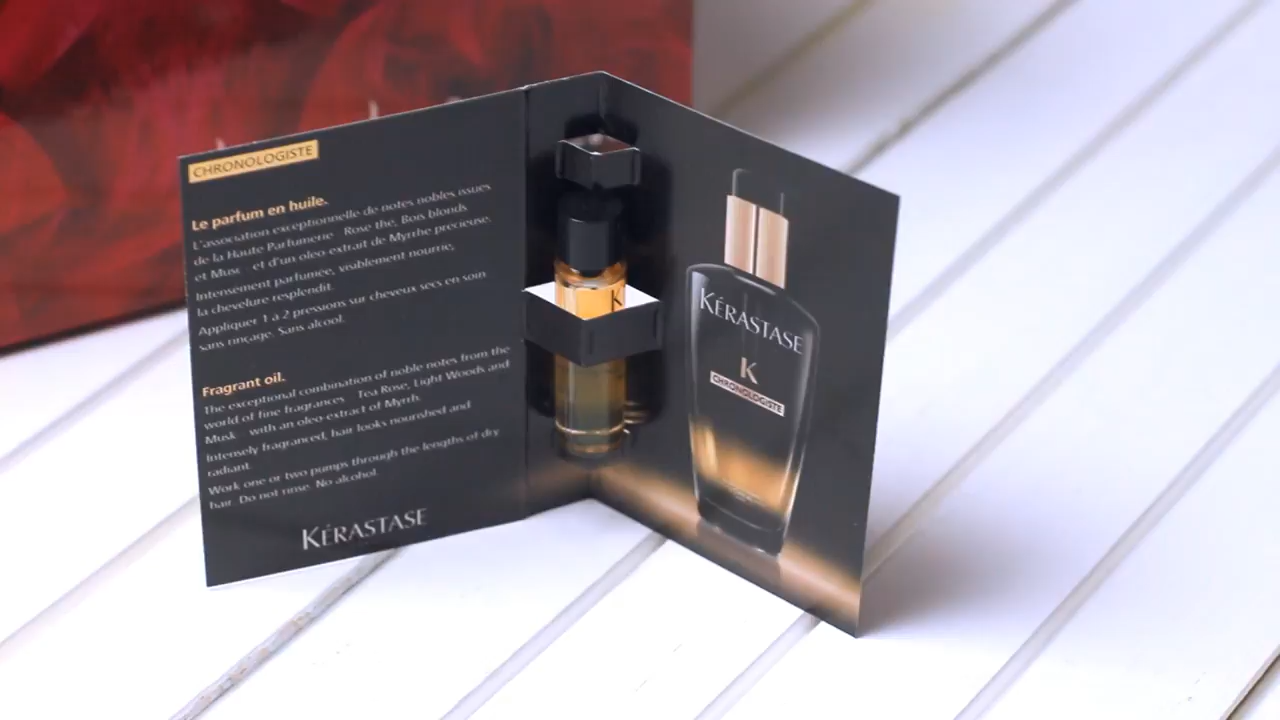 CHRONOLOGISTE
Le parfum en huile.
L'association exceptionnelle de notes nobles issues
de la Haute Parfumerie - Rose thé, Bois blonds
et Musc - et d'un oléo-extrait de Myrrhe précieuse.
Intensément parfumée, visiblement nourrie,
la chevelure resplendit.
Appliquer 1 à 2 pressions sur cheveux secs en soin
sans rinçage. Sans alcool.
Fragrant oil.
The exceptional combination of noble notes from the
world of fine fragrances - Tea Rose, Light Woods and
Musk - with an oleo-extract of Myrrh.
Intensely fragranced, hair looks nourished and
radiant.
Work one or two pumps through the lengths of dry
hair. Do not rinse. No alcohol.
KÉRASTASE
K
KÉRASTASE
K
CHRONOLOGISTE